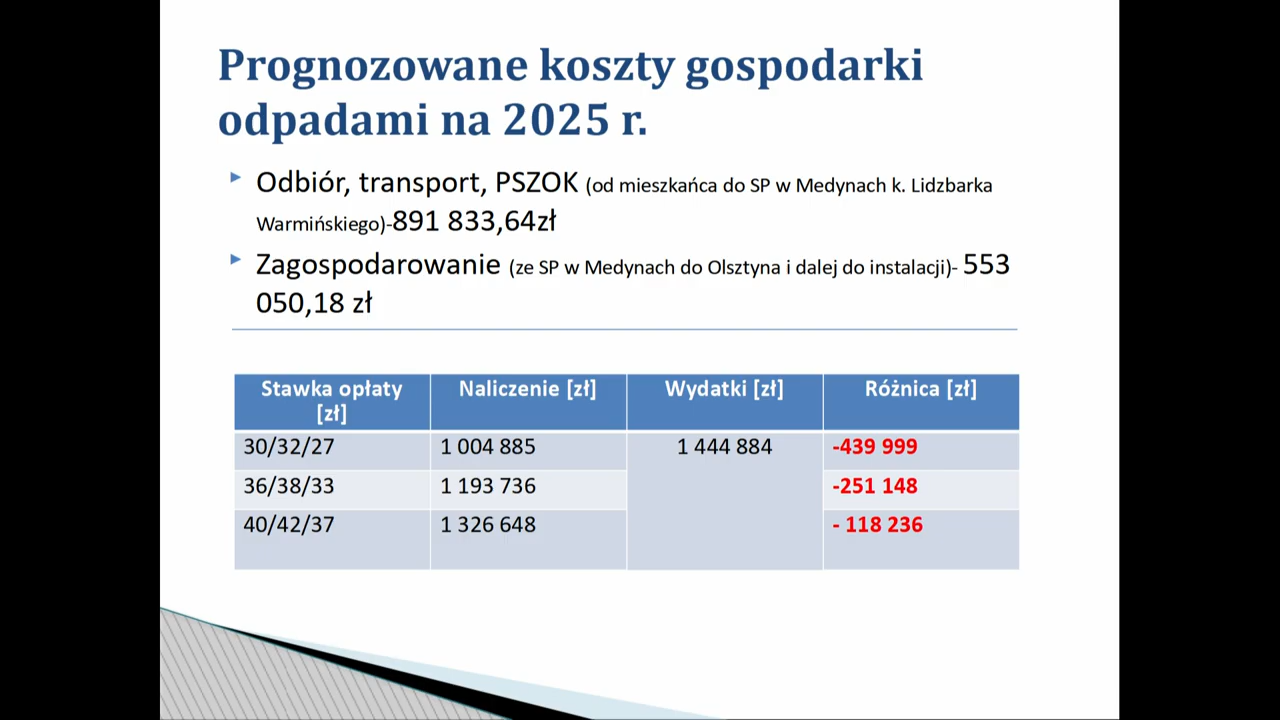 Prognozowane koszty gospodarki
odpadami na 2025 r.
Odbiór, transport, PSZOK (od mieszkańca do SP w Medynach k. Lidzbarka
Warmińskiego)-891 833,64zł
Zagospodarowanie (ze SP w Medynach do Olsztyna i dalej do instalacji)- 553
050,18 zł
Stawka opłaty
[zł]
Naliczenie [zł]
Wydatki [zł]
Różnica [zł]
30/32/27
1 004 885
1 444 884
-439 999
36/38/33
1 193 736
-251 148
40/42/37
1 326 648
- 118 236